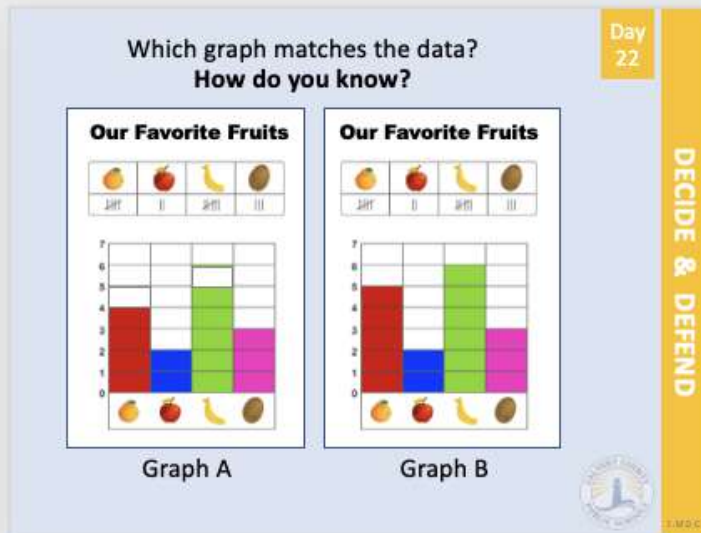 Which graph matches the data?
How do you know?
Day
22
DECIDE & DEFEND
Our Favorite Fruits
7
6
5
4
3
2
1
0
Graph A
Our Favorite Fruits
7
6
5
4
3
2
1
0
Graph B